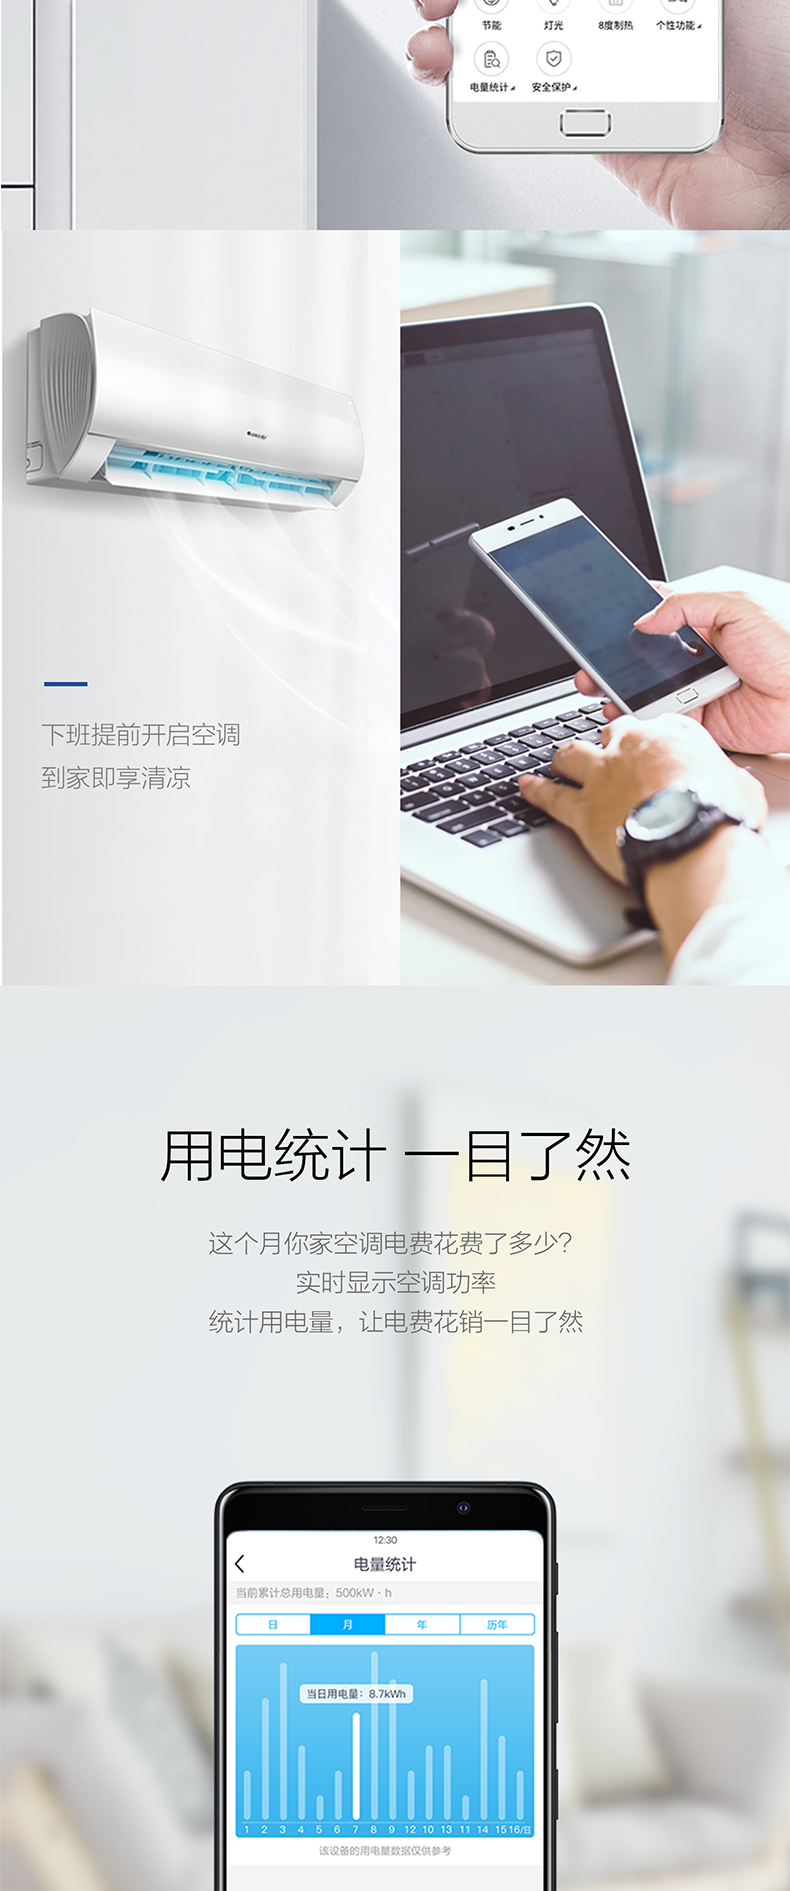 节能 灯光 8度制热 个性功能
电量统计 安全保护
下班提前开启空调
到家即享清凉
用电统计 一目了然
这个月你家空调电费花费了多少?
实时显示空调功率
统计用电量，让电费花销一目了然
12:30
电量统计
当前累计总用电量：500kW·h
日 月 年 历年
当日用电量：8.7kWh
1 2 3 4 5 6 7 8 9 12 10 13 11 14 15 16/日
该设备的用电量数据仅供参考